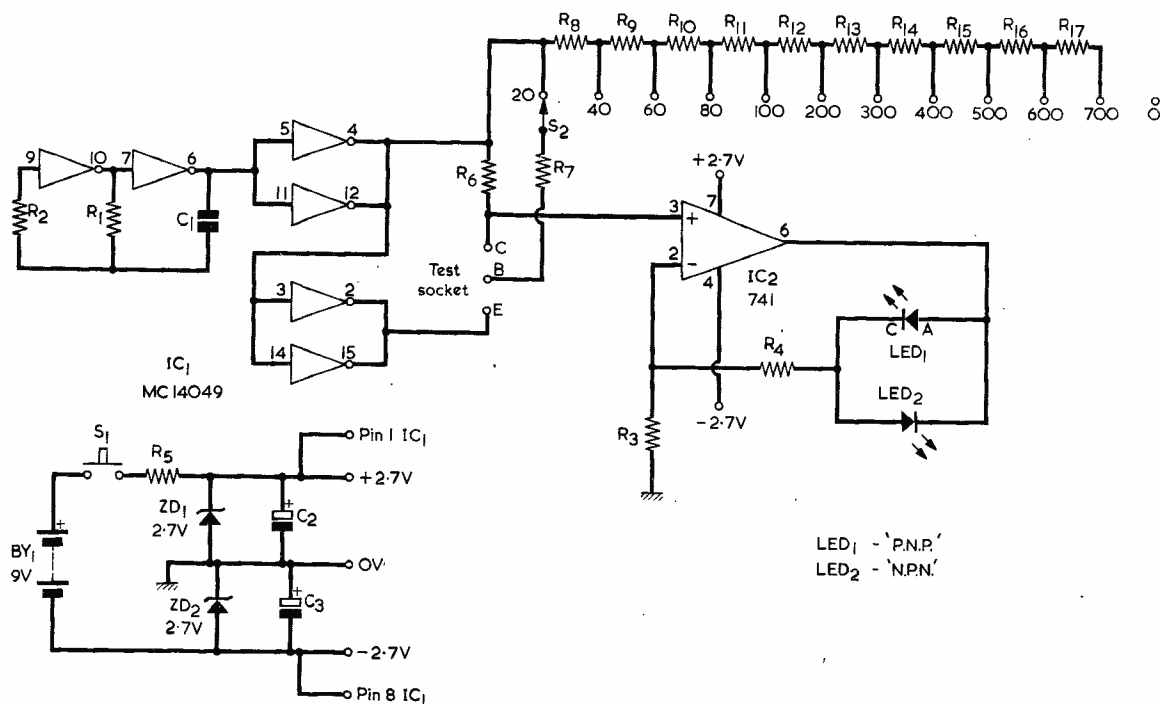 R8 R9 R10 R11 R12 R13 R14 R15 R16 R17
20 40 60 80 100 200 300 400 500 600 700 0
S2
5 4
9 10 7 6
R2 R1 C1
11 12
R6 R7
+2.7V
3 + 7 6
2 - 4
IC2
741
C
B
E
Test
socket
3 2
14 15
IC1
MC14049
C A
LED1
R4
LED2
-2.7V
R3
S1
R5
Pin 1 IC1
+2.7V
ZD1
2.7V
+
C2
BY1
9V
+
0V
ZD2
2.7V
+
C3
-2.7V
Pin 8 IC1
LED1 - 'P.N.P.'
LED2 - 'N.P.N.'